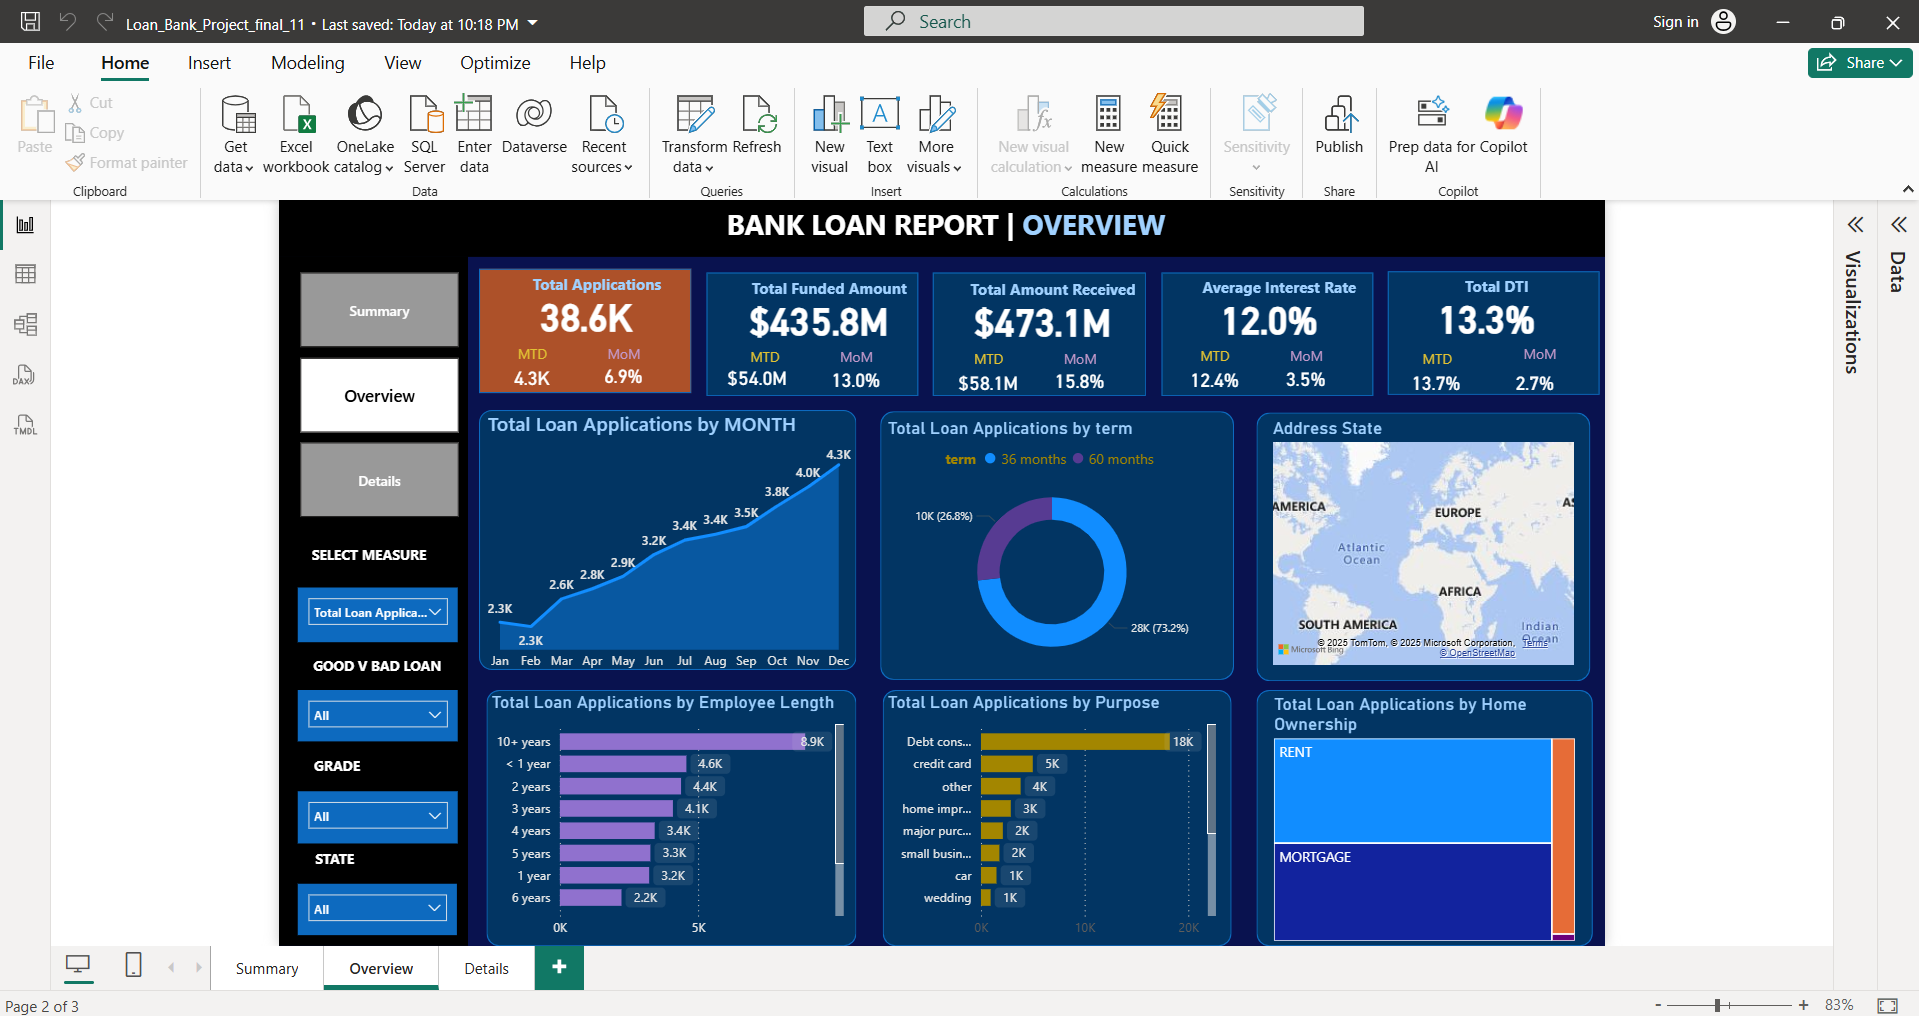 Loan_Bank_Project_final_11 • Last saved: Today at 10:18 PM
Search
Sign in
File Home Insert Modeling View Optimize Help
Share
Paste
Cut
Copy
Format painter
Clipboard
Get data
Excel workbook
OneLake catalog
SQL Server
Enter data
Dataverse
Recent sources
Data
Transform data
Refresh
Queries
New visual
Text box
More visuals
Insert
New visual calculation
New measure
Quick measure
Calculations
Sensitivity
Sensitivity
Publish
Share
Prep data for AI
Copilot
Copilot
DAX
TMDL
Visualizations
Data
BANK LOAN REPORT | OVERVIEW
Summary
Overview
Details
SELECT MEASURE
Total Loan Applica...
GOOD V BAD LOAN
All
GRADE
All
STATE
All
Total Applications
38.6K
MTD MoM
4.3K 6.9%
Total Funded Amount
$435.8M
MTD MoM
$54.0M 13.0%
Total Amount Received
$473.1M
MTD MoM
$58.1M 15.8%
Average Interest Rate
12.0%
MTD MoM
12.4% 3.5%
Total DTI
13.3%
MTD MoM
13.7% 2.7%
Total Loan Applications by MONTH
2.3K 2.3K 2.6K 2.8K 2.9K 3.2K 3.4K 3.4K 3.5K 3.8K 4.0K 4.3K
Jan Feb Mar Apr May Jun Jul Aug Sep Oct Nov Dec
Total Loan Applications by term
term 36 months 60 months
10K (26.8%)
28K (73.2%)
Address State
AMERICA
EUROPE
AS
Atlantic Ocean
AFRICA
SOUTH AMERICA
Indian Ocean
Microsoft Bing
© 2025 TomTom, © 2025 Microsoft Corporation, Terms
© OpenStreetMap
Total Loan Applications by Employee Length
10+ years 8.9K
< 1 year 4.6K
2 years 4.4K
3 years 4.1K
4 years 3.4K
5 years 3.3K
1 year 3.2K
6 years 2.2K
0K 5K
Total Loan Applications by Purpose
Debt cons... 18K
credit card 5K
other 4K
home impr... 3K
major purc... 2K
small busin... 2K
car 1K
wedding 1K
0K 10K 20K
Total Loan Applications by Home
Ownership
RENT
MORTGAGE
Summary Overview Details
Page 2 of 3
83%